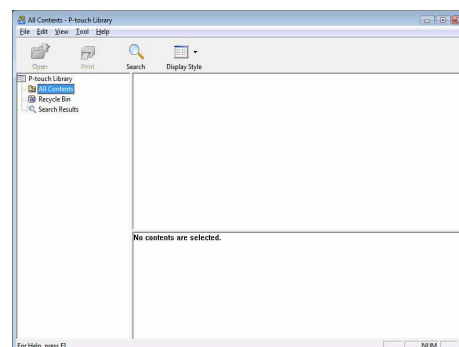 All Contents - P-touch Library
File Edit View Tool Help
Open Print Search Display Style
P-touch Library
All Contents
Recycle Bin
Search Results
No contents are selected.
For Help, press F1
NUM